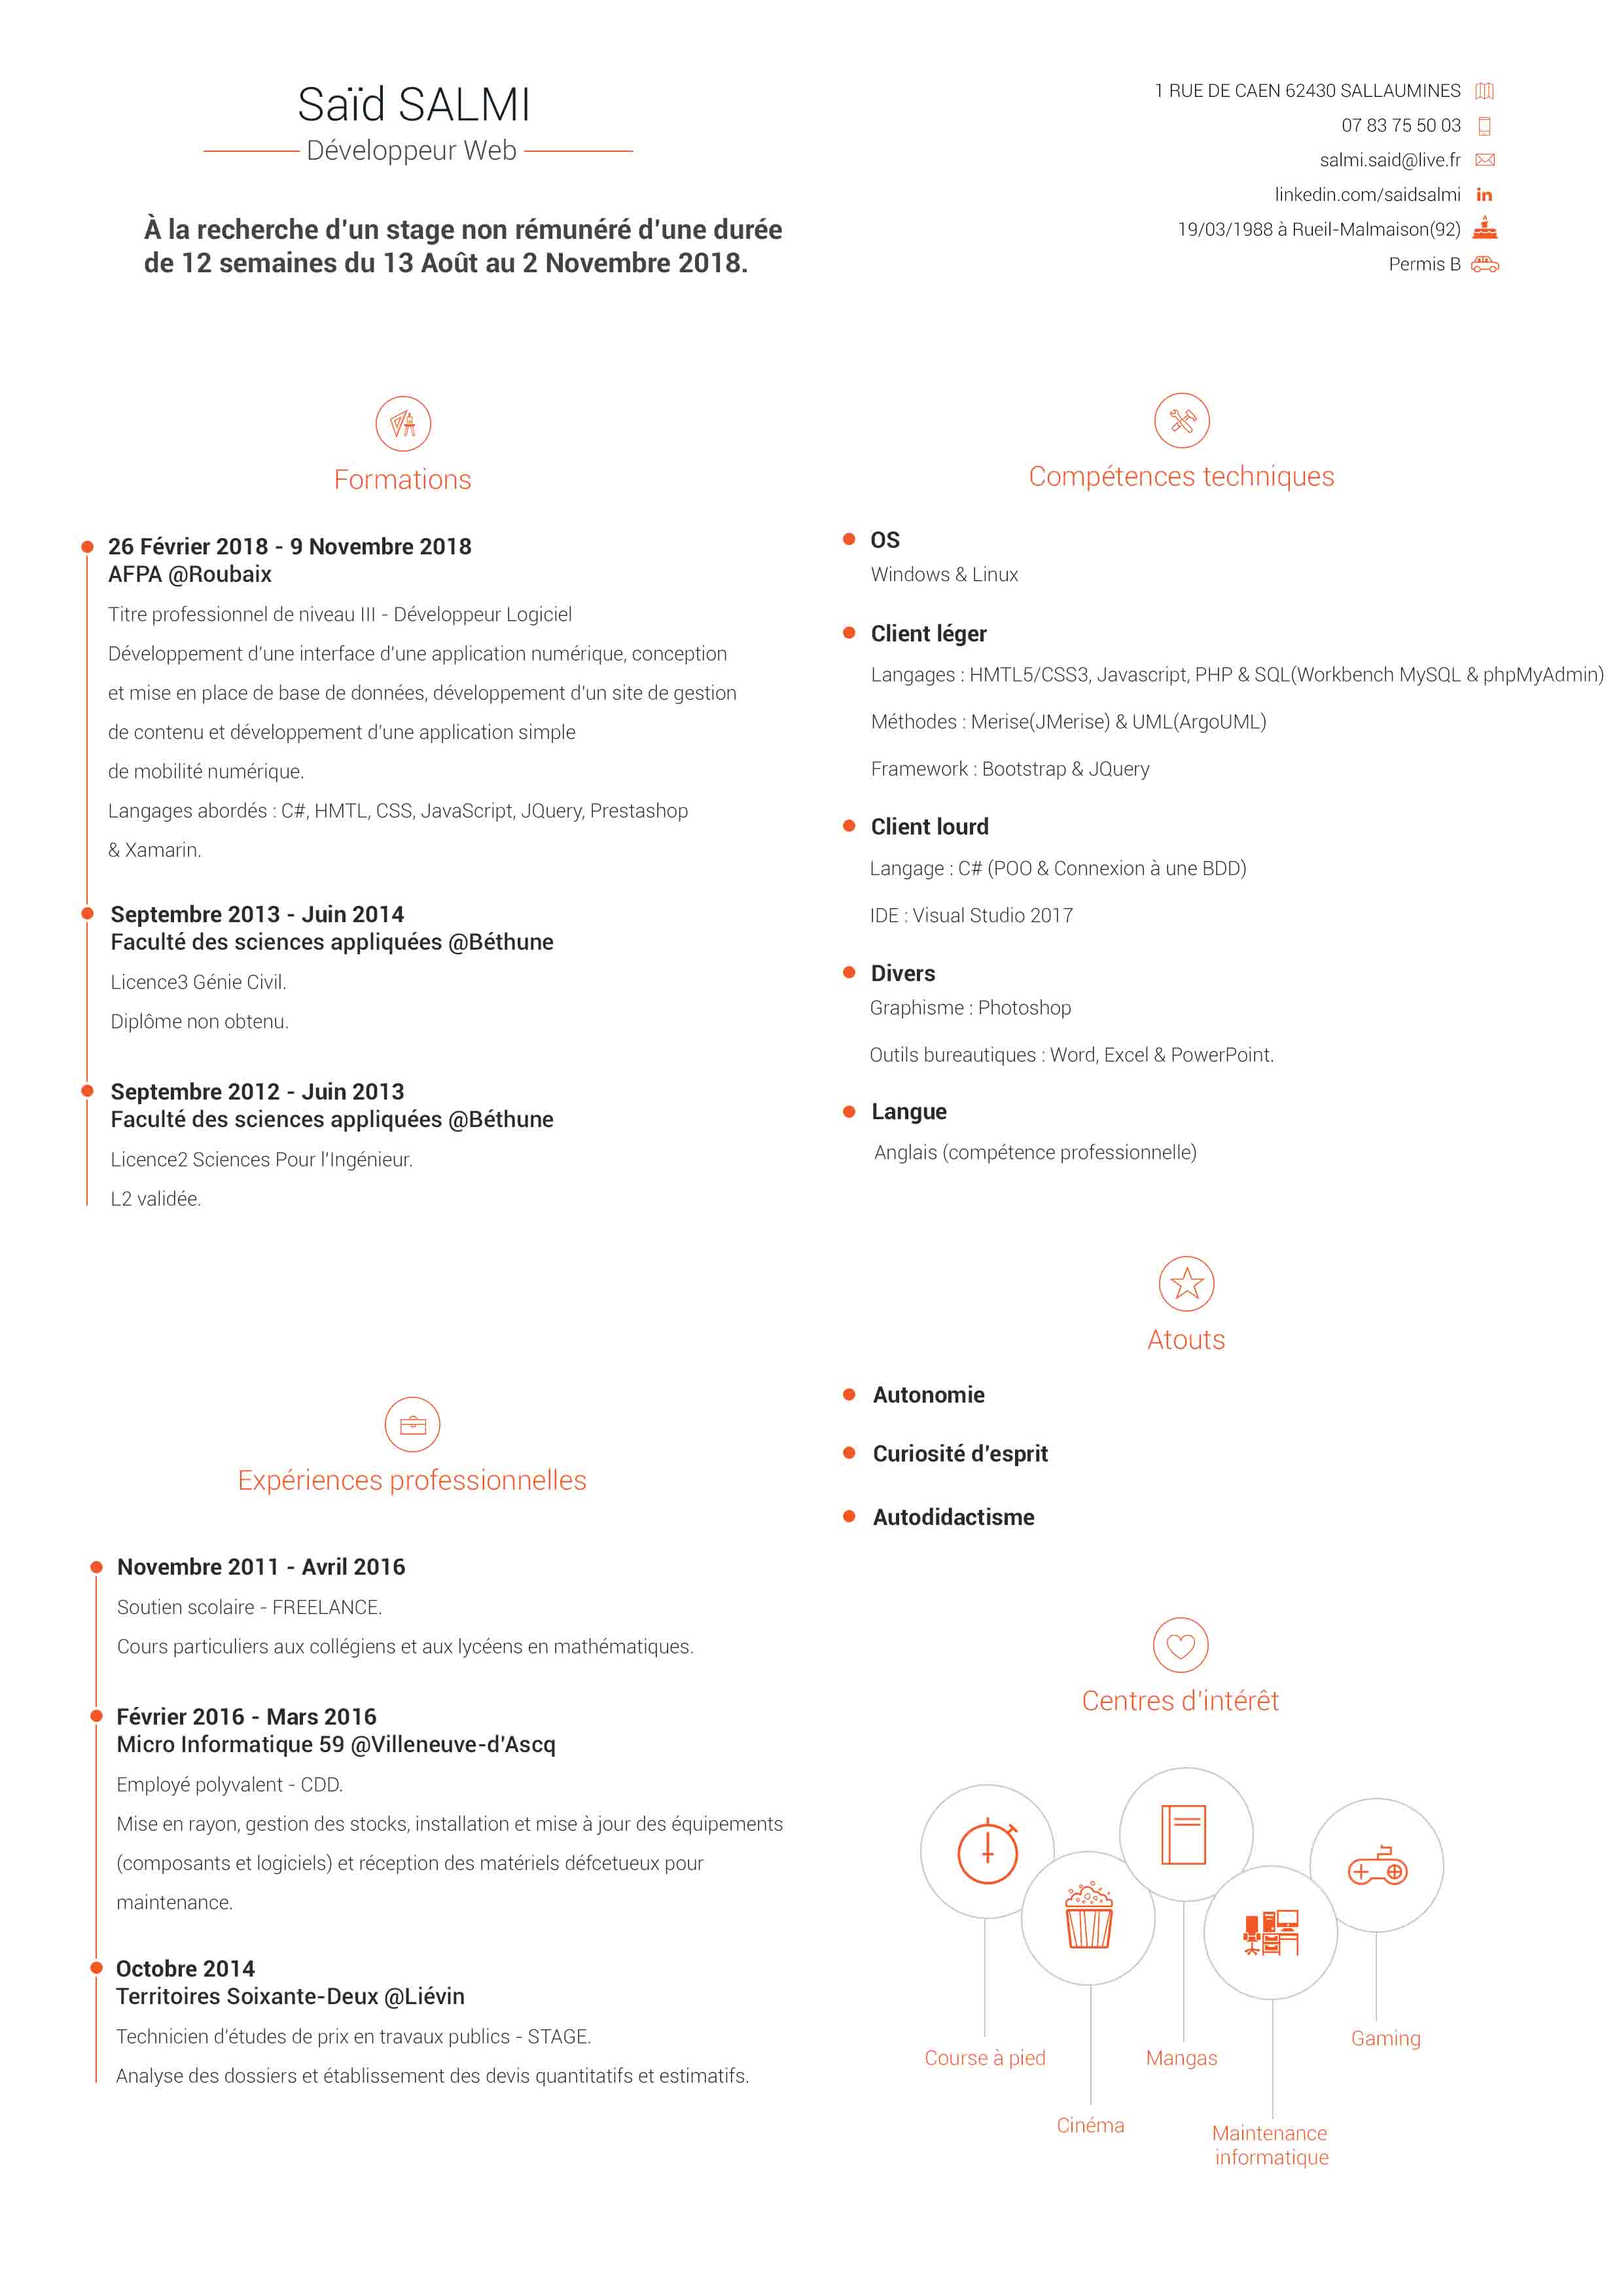 Saïd SALMI
Développeur Web
À la recherche d'un stage non rémunéré d'une durée
de 12 semaines du 13 Août au 2 Novembre 2018.
1 RUE DE CAEN 62430 SALLAUMINES
07 83 75 50 03
salmi.said@live.fr
linkedin.com/saidsalmi
in
19/03/1988 à Rueil-Malmaison(92)
Permis B
Formations
26 Février 2018 - 9 Novembre 2018
AFPA @Roubaix
Titre professionnel de niveau III - Développeur Logiciel
Développement d'une interface d'une application numérique, conception
et mise en place de base de données, développement d'un site de gestion
de contenu et développement d'une application simple
de mobilité numérique.
Langages abordés : C#, HMTL, CSS, JavaScript, JQuery, Prestashop
& Xamarin.
Septembre 2013 - Juin 2014
Faculté des sciences appliquées @Béthune
Licence3 Génie Civil.
Diplôme non obtenu.
Septembre 2012 - Juin 2013
Faculté des sciences appliquées @Béthune
Licence2 Sciences Pour l'Ingénieur.
L2 validée.
Expériences professionnelles
Novembre 2011 - Avril 2016
Soutien scolaire - FREELANCE.
Cours particuliers aux collégiens et aux lycéens en mathématiques.
Février 2016 - Mars 2016
Micro Informatique 59 @Villeneuve-d'Ascq
Employé polyvalent - CDD.
Mise en rayon, gestion des stocks, installation et mise à jour des équipements
(composants et logiciels) et réception des matériels défcetueux pour
maintenance.
Octobre 2014
Territoires Soixante-Deux @Liévin
Technicien d'études de prix en travaux publics - STAGE.
Analyse des dossiers et établissement des devis quantitatifs et estimatifs.
Compétences techniques
OS
Windows & Linux
Client léger
Langages : HMTL5/CSS3, Javascript, PHP & SQL(Workbench MySQL & phpMyAdmin)
Méthodes : Merise(JMerise) & UML(ArgoUML)
Framework : Bootstrap & JQuery
Client lourd
Langage : C# (POO & Connexion à une BDD)
IDE : Visual Studio 2017
Divers
Graphisme : Photoshop
Outils bureautiques : Word, Excel & PowerPoint.
Langue
Anglais (compétence professionnelle)
Atouts
Autonomie
Curiosité d'esprit
Autodidactisme
Centres d'intérêt
Course à pied
Cinéma
Mangas
Maintenance
informatique
Gaming